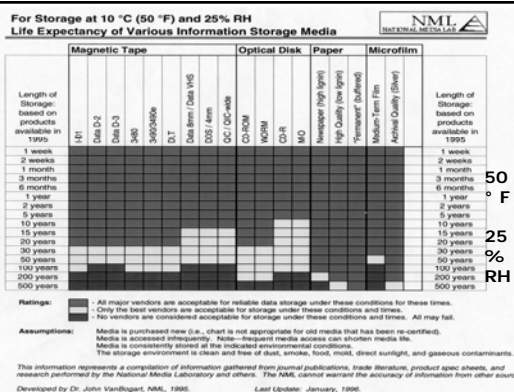 For Storage at 10 °C (50 °F) and 25% RH
Life Expectancy of Various Information Storage Media
NML
NATIONAL MEDIA LAB
Magnetic Tape
Optical Disk
Paper
Microfilm
Length of
Storage:
based on
products
available in
1995
Data D-2
Data D-3
3480
3490/3490e
DLT
Data 8mm / Data VHS
DDS / 4mm
QIC / QIC-wide
CD-ROM
WORM
CD-R
M-O
Newspaper (high lignin)
High Quality (low lignin)
"Permanent" (buffered)
Medium-Term Film
Archival Quality (Silver)
Length of
Storage:
based on
products
available in
1995
1 week 1 week
2 weeks 2 weeks
1 month 1 month
3 months 3 months
6 months 6 months
1 year 1 year
2 years 2 years
5 years 5 years
10 years 10 years
15 years 15 years
20 years 20 years
30 years 30 years
50 years 50 years
100 years 100 years
200 years 200 years
500 years 500 years
50
° F
25
%
RH
Ratings: - All major vendors are acceptable for reliable data storage under these conditions for these times.
- Only the best vendors are acceptable for storage under these conditions and times.
- No vendors are considered acceptable for storage under these conditions and times. All may fail.
Assumptions: Media is purchased new (i.e., chart is not appropriate for old media that has been re-certified).
Media is accessed infrequently. Note—frequent media access can shorten media life.
Media is consistently stored at the indicated environmental conditions.
The storage environment is clean and free of dust, smoke, food, mold, direct sunlight, and gaseous contaminants.
This information represents a compilation of information gathered from journal publications, trade literature, product spec sheets, and
research performed by the National Media Laboratory and others. The NML cannot warrant the accuracy of information from other sour
Developed by Dr. John VanBogart, NML, 1995. Last Update: January, 1996.